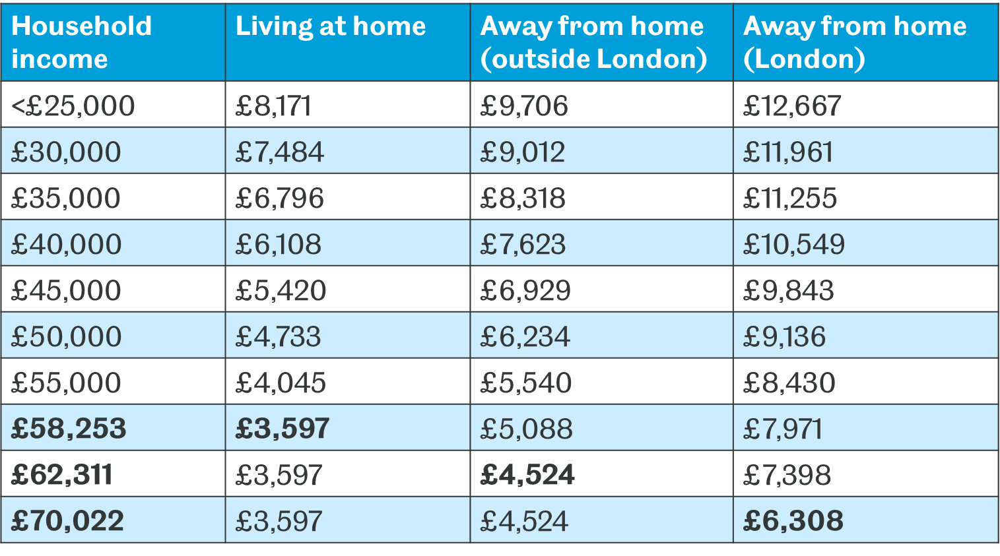 Household income Living at home Away from home (outside London) Away from home (London)
<£25,000 £8,171 £9,706 £12,667
£30,000 £7,484 £9,012 £11,961
£35,000 £6,796 £8,318 £11,255
£40,000 £6,108 £7,623 £10,549
£45,000 £5,420 £6,929 £9,843
£50,000 £4,733 £6,234 £9,136
£55,000 £4,045 £5,540 £8,430
£58,253 £3,597 £5,088 £7,971
£62,311 £3,597 £4,524 £7,398
£70,022 £3,597 £4,524 £6,308